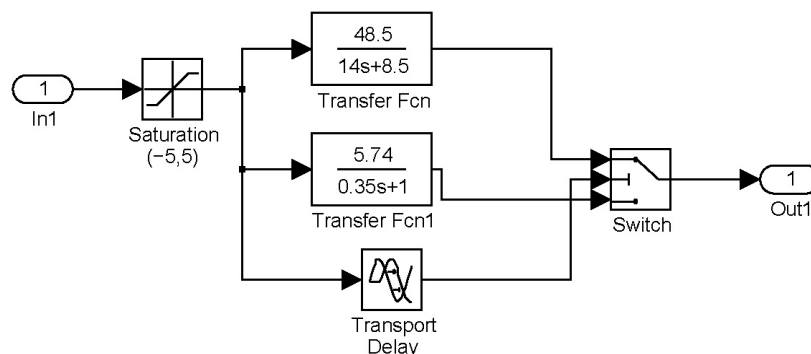 48.5
14s+8.5
Transfer Fcn
1
In1
Saturation
(−5,5)
5.74
0.35s+1
Transfer Fcn1
Switch
1
Out1
Transport
Delay